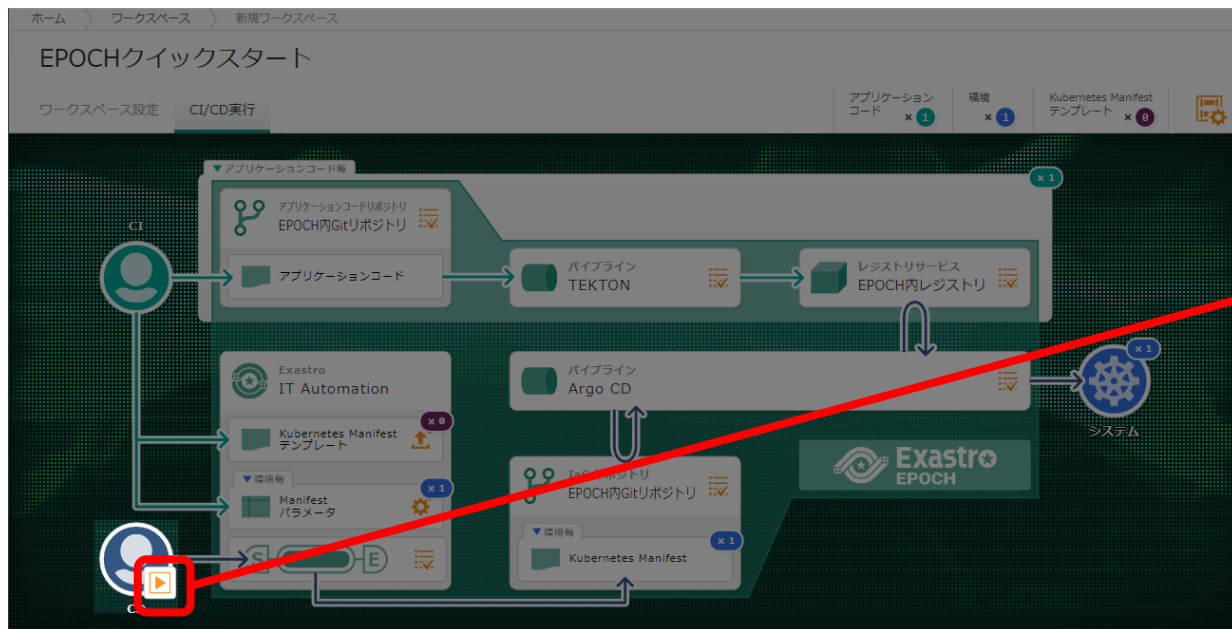 ホーム
ワークスペース
新規ワークスペース
EPOCHクイックスタート
ワークスペース設定
CI/CD実行
アプリケーション
コード ×1
環境
×1
Kubernetes Manifest
テンプレート ×0
▼アプリケーションコード毎
×1
CI
アプリケーションコードリポジトリ
EPOCH内Gitリポジトリ
アプリケーションコード
パイプライン
TEKTON
レジストリサービス
EPOCH内レジストリ
Exastro
IT Automation
パイプライン
Argo CD
×1
システム
×0
Kubernetes Manifest
テンプレート
▼環境毎
×1
Manifest
パラメータ
Exastro
EPOCH
IaCリポジトリ
EPOCH内Gitリポジトリ
▼環境毎
×1
Kubernetes Manifest
S
E